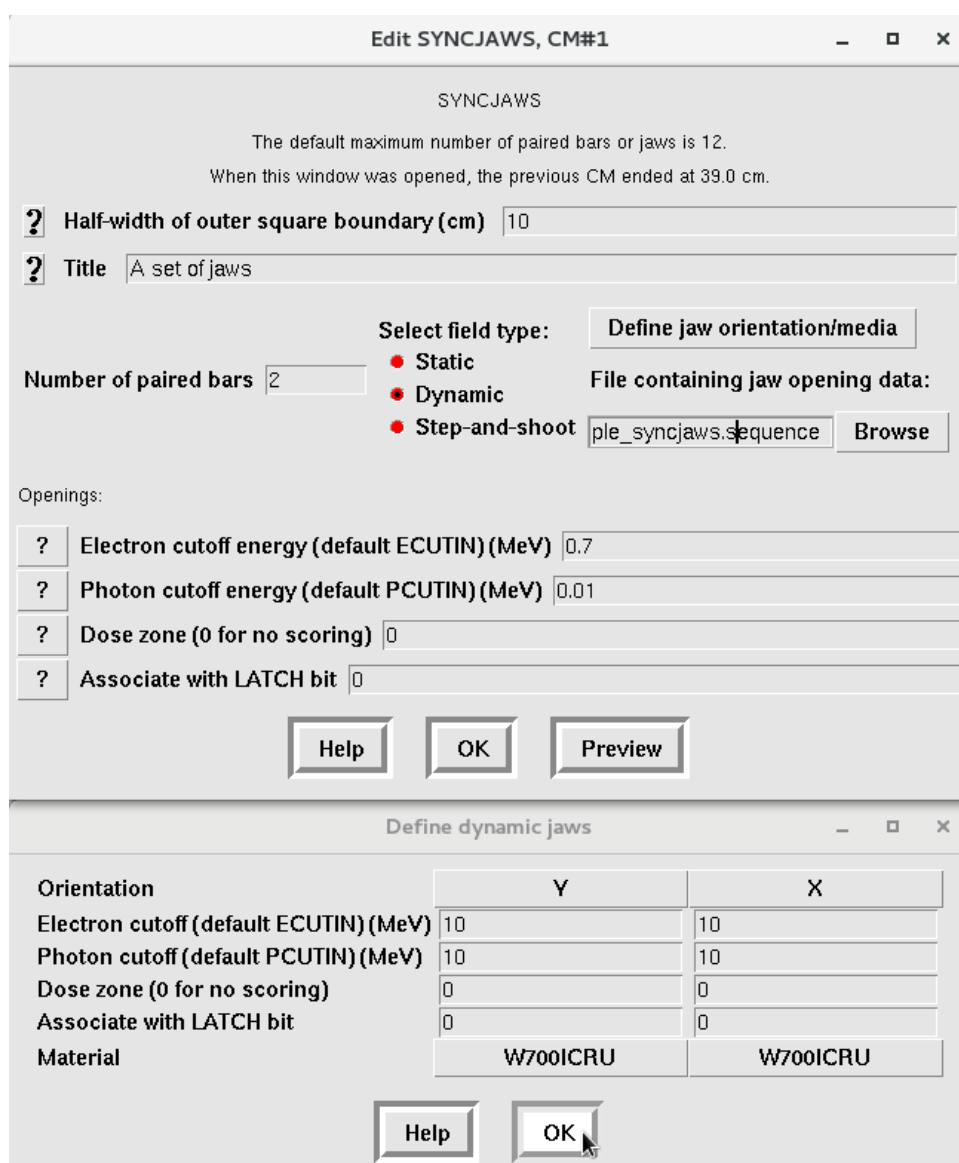 Edit SYNCJAWS, CM#1
SYNCJAWS
The default maximum number of paired bars or jaws is 12.
When this window was opened, the previous CM ended at 39.0 cm.
? Half-width of outer square boundary (cm) 10
? Title A set of jaws
Select field type: Define jaw orientation/media
Static
Number of paired bars 2 Dynamic File containing jaw opening data:
Step-and-shoot ple_syncjaws.sequence Browse
Openings:
? Electron cutoff energy (default ECUTIN) (MeV) 0.7
? Photon cutoff energy (default PCUTIN) (MeV) 0.01
? Dose zone (0 for no scoring) 0
? Associate with LATCH bit 0
Help OK Preview
Define dynamic jaws
Orientation Y X
Electron cutoff (default ECUTIN) (MeV) 10 10
Photon cutoff (default PCUTIN) (MeV) 10 10
Dose zone (0 for no scoring) 0 0
Associate with LATCH bit 0 0
Material W700ICRU W700ICRU
Help OK